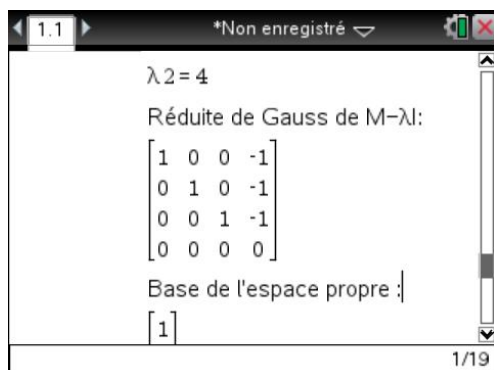 1.1 *Non enregistré
λ2=4
Réduite de Gauss de M-λI:
1 0 0 -1
0 1 0 -1
0 0 1 -1
0 0 0 0
Base de l'espace propre :
[1]
1/19